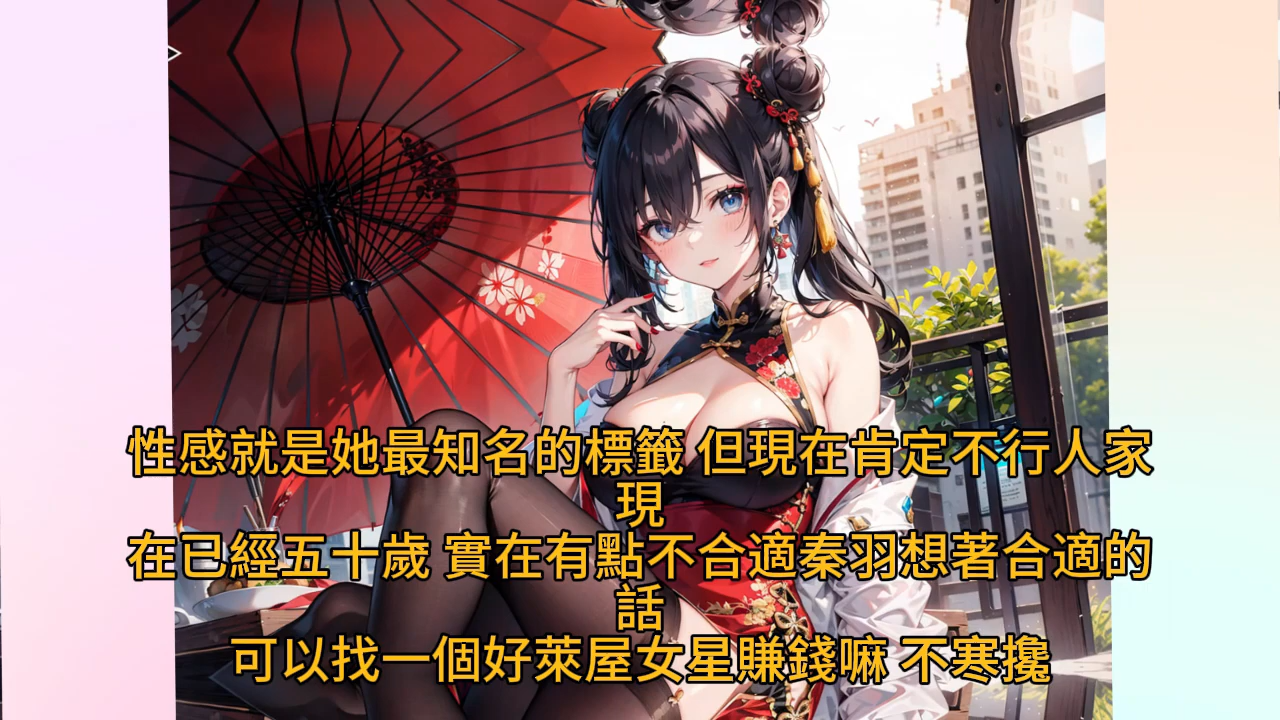 性感就是她最知名的標籤 但現在肯定不行人家
現
在已經五十歲 實在有點不合適秦羽想著合適的
話
可以找一個好萊屋女星賺錢嘛 不寒攙